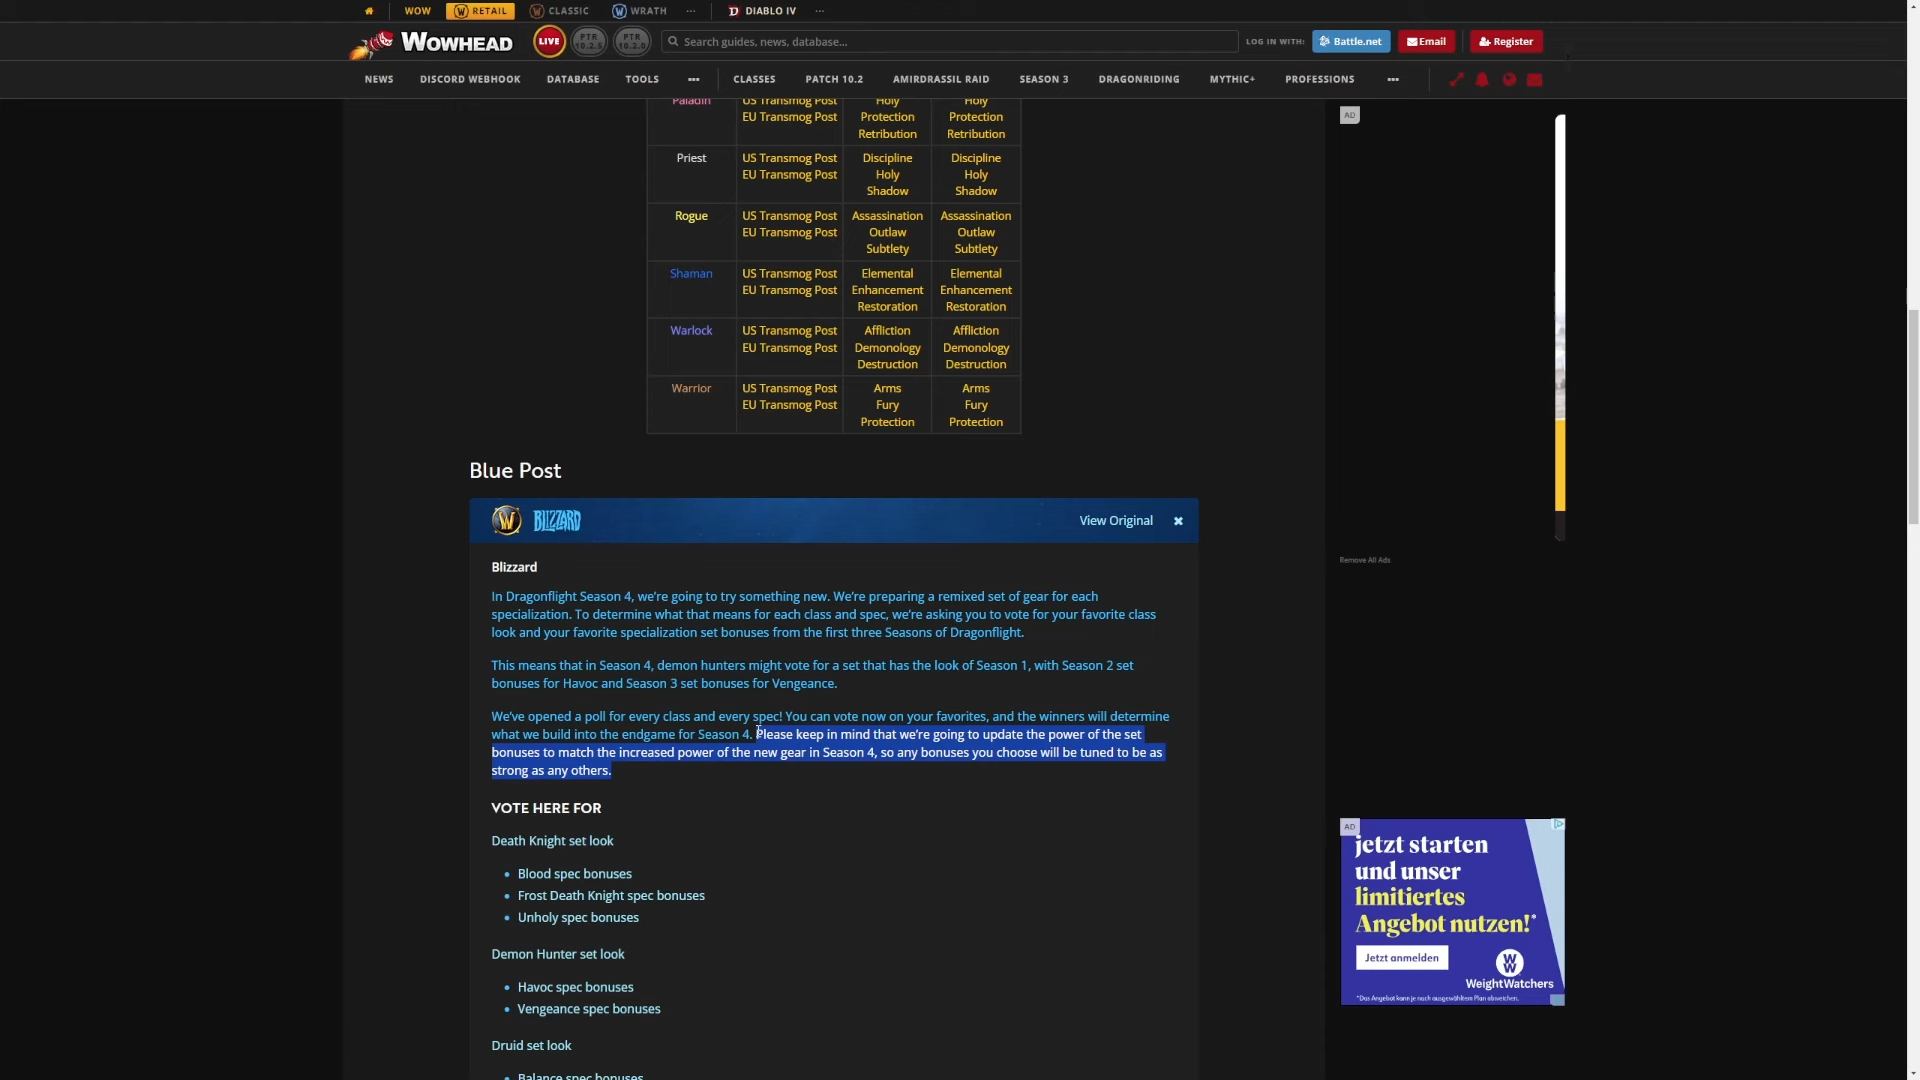 WOW
RETAIL
CLASSIC
WRATH
...
DIABLO IV
...
WOWHEAD
LIVE
PTR
10.2.5
PTR
10.2.6
Search guides, news, database...
LOG IN WITH:
Battle.net
Email
Register
NEWS
DISCORD WEBHOOK
DATABASE
TOOLS
...
CLASSES
PATCH 10.2
AMIRDRASSIL RAID
SEASON 3
DRAGONRIDING
MYTHIC+
PROFESSIONS
...
Paladin
US Transmog Post
EU Transmog Post
Holy
Protection
Retribution
Holy
Protection
Retribution
Priest
US Transmog Post
EU Transmog Post
Discipline
Holy
Shadow
Discipline
Holy
Shadow
Rogue
US Transmog Post
EU Transmog Post
Assassination
Outlaw
Subtlety
Assassination
Outlaw
Subtlety
Shaman
US Transmog Post
EU Transmog Post
Elemental
Enhancement
Restoration
Elemental
Enhancement
Restoration
Warlock
US Transmog Post
EU Transmog Post
Affliction
Demonology
Destruction
Affliction
Demonology
Destruction
Warrior
US Transmog Post
EU Transmog Post
Arms
Fury
Protection
Arms
Fury
Protection
Blue Post
BLIZZARD
View Original
Blizzard
In Dragonflight Season 4, we're going to try something new. We're preparing a remixed set of gear for each
specialization. To determine what that means for each class and spec, we're asking you to vote for your favorite class
look and your favorite specialization set bonuses from the first three Seasons of Dragonflight.
This means that in Season 4, demon hunters might vote for a set that has the look of Season 1, with Season 2 set
bonuses for Havoc and Season 3 set bonuses for Vengeance.
We've opened a poll for every class and every spec! You can vote now on your favorites, and the winners will determine
what we build into the endgame for Season 4. Please keep in mind that we're going to update the power of the set
bonuses to match the increased power of the new gear in Season 4, so any bonuses you choose will be tuned to be as
strong as any others.
VOTE HERE FOR
Death Knight set look
• Blood spec bonuses
• Frost Death Knight spec bonuses
• Unholy spec bonuses
Demon Hunter set look
• Havoc spec bonuses
• Vengeance spec bonuses
Druid set look
• Balance spec bonuses
AD
Remove All Ads
AD
jetzt starten
und unser
limitiertes
Angebot nutzen!*
Jetzt anmelden
WW
WeightWatchers
*Das Angebot kann je nach ausgewähltem Plan abweichen.